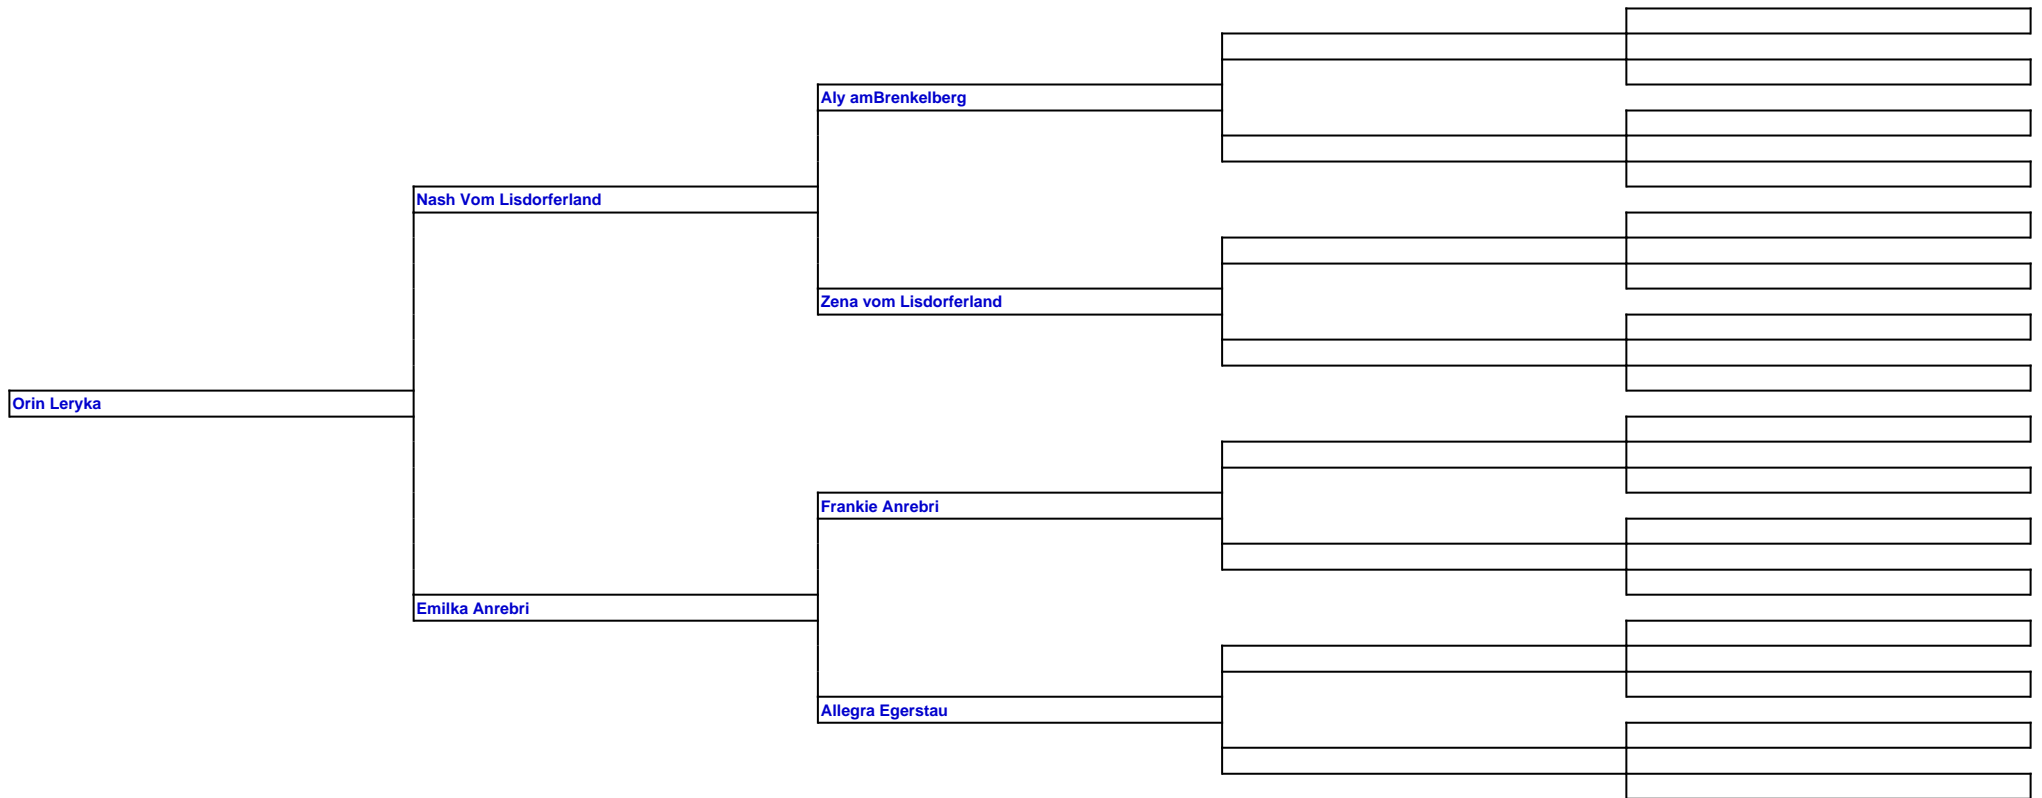 Aly amBrenkelberg
Nash Vom Lisdorferland
Zena vom Lisdorferland
Orin Leryka
Frankie Anrebri
Emilka Anrebri
Allegra Egerstau